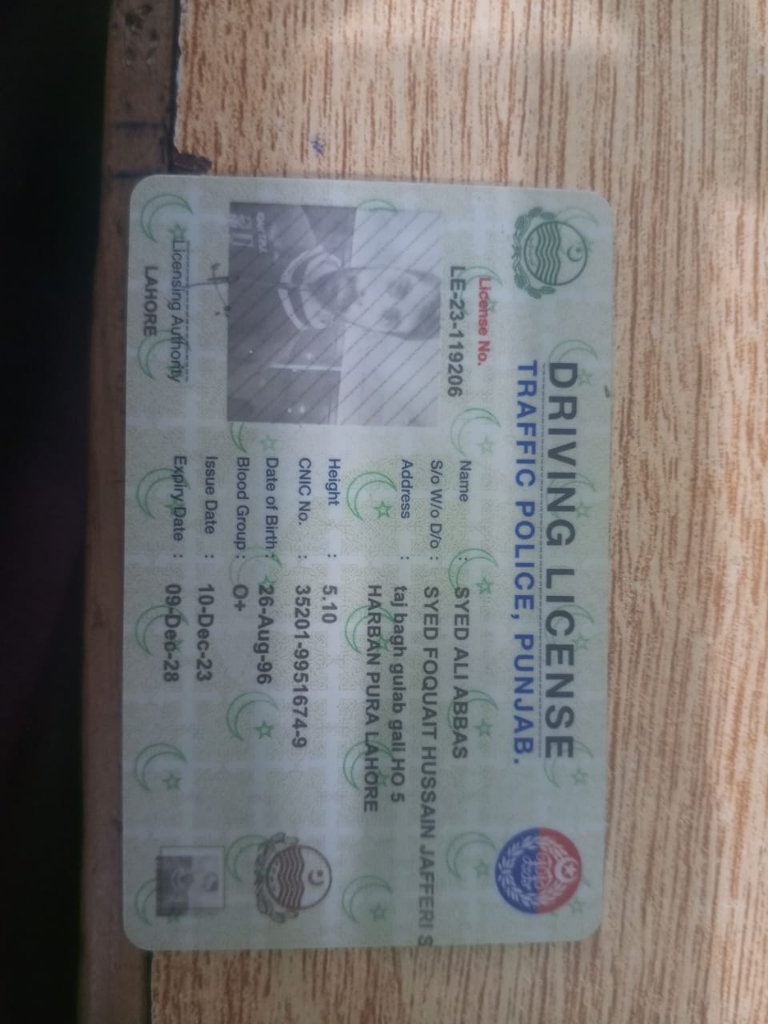 DRIVING LICENSE
TRAFFIC POLICE, PUNJAB.
License No.
LE-23-119206
Name : SYED ALI ABBAS
S/o W/o D/o : SYED FOQUAIT HUSSAIN JAFFERI S
Address : taj bagh gulab gali HO 5
HARBAN PURA LAHORE
Height : 5.10
CNIC No. : 35201-9951674-9
Date of Birth : 26-Aug-96
Blood Group : O+
Issue Date : 10-Dec-23
Expiry Date : 09-Dec-28
Licensing Authority
LAHORE